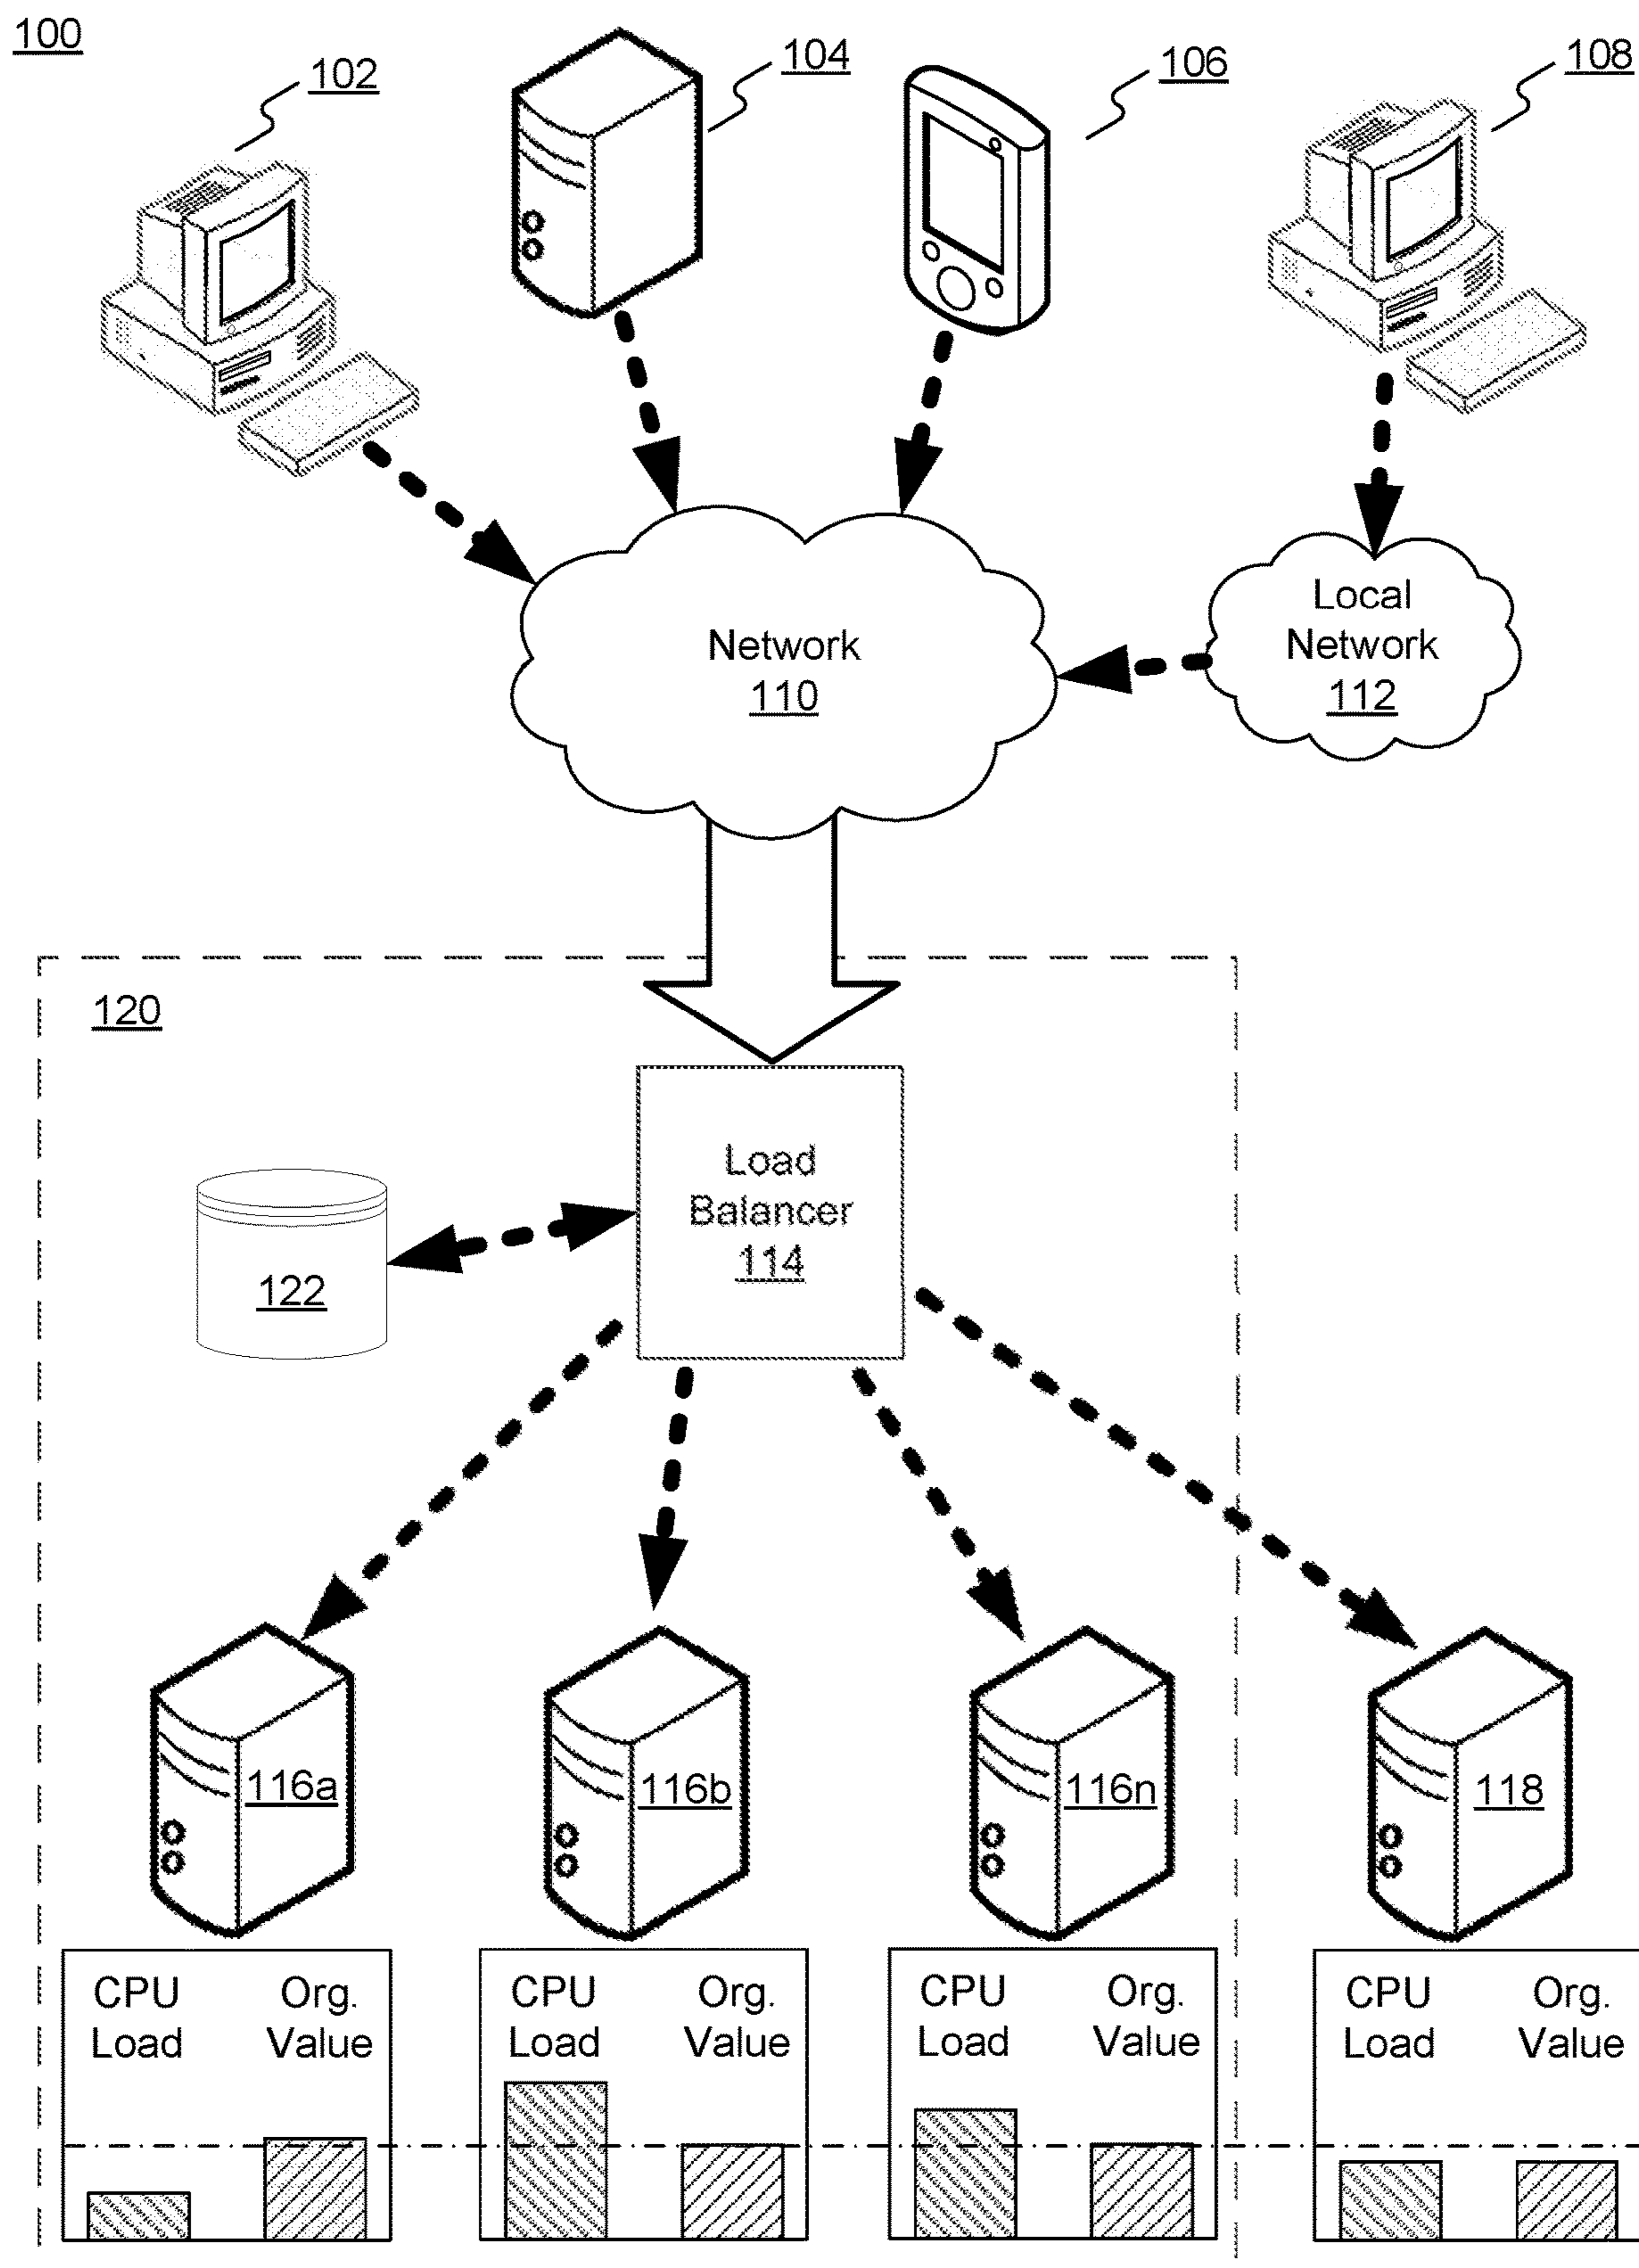 100
102
104
106
108
Network
110
Local
Network
112
120
Load
Balancer
114
122
116a
116b
116n
118
CPU
Load
Org.
Value
CPU
Load
Org.
Value
CPU
Load
Org.
Value
CPU
Load
Org.
Value